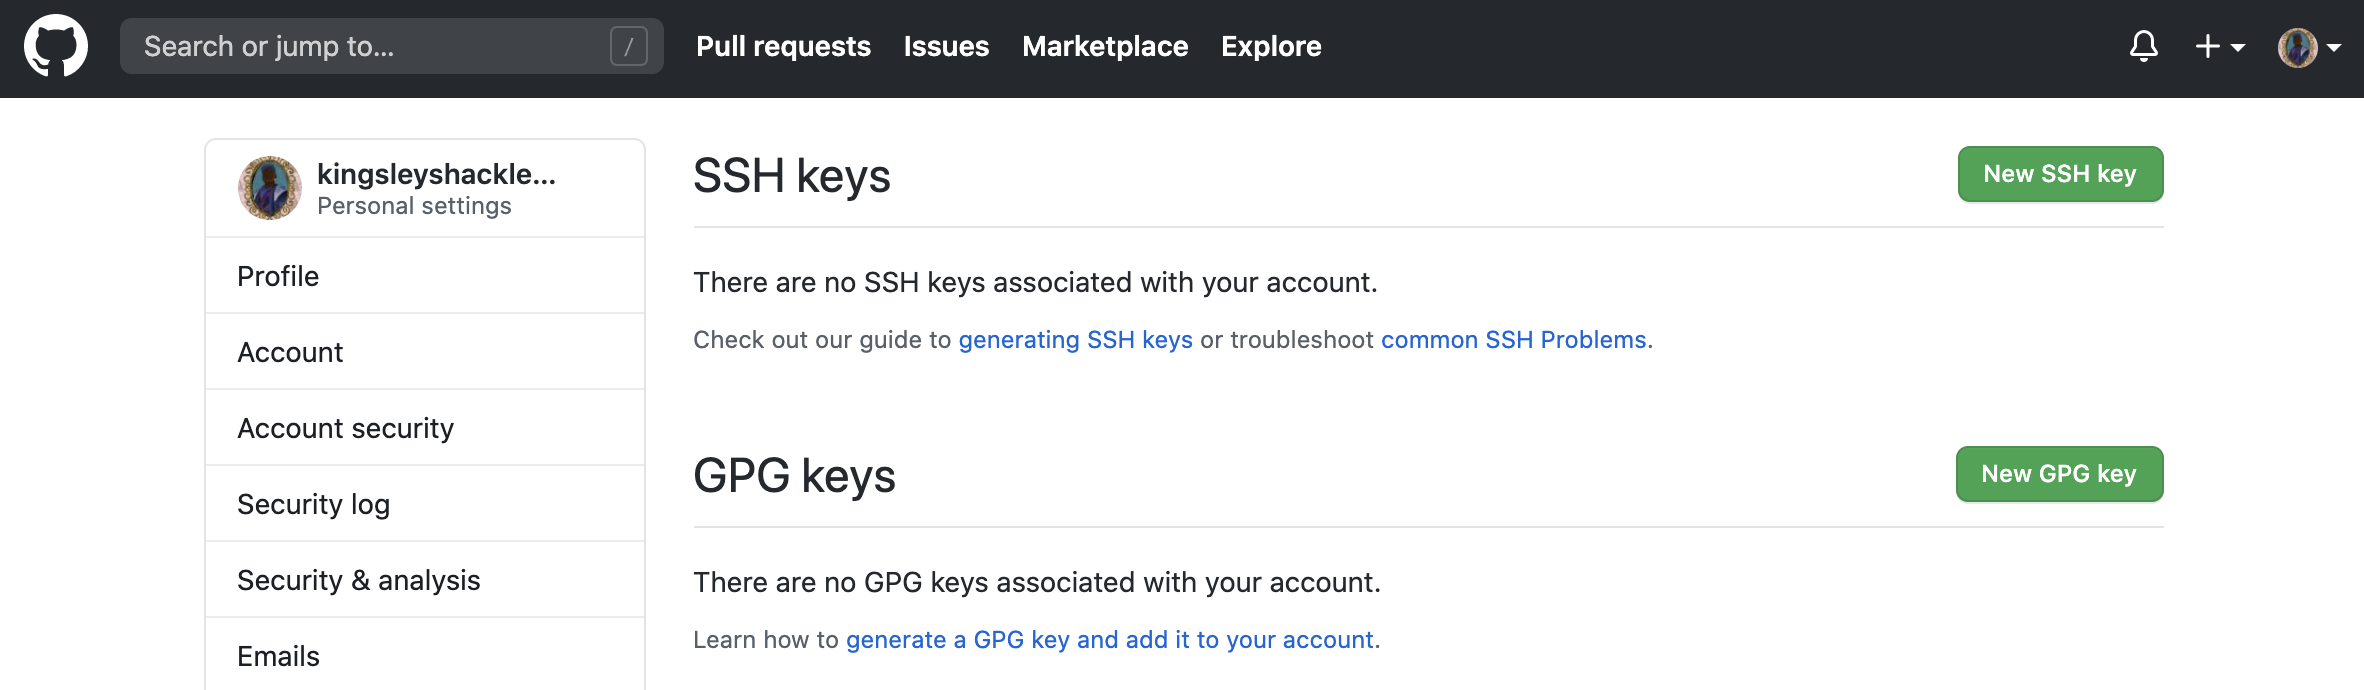 Search or jump to...
/
Pull requests
Issues
Marketplace
Explore
kingsleyshackle...
Personal settings
Profile
Account
Account security
Security log
Security & analysis
Emails
SSH keys
New SSH key
There are no SSH keys associated with your account.
Check out our guide to generating SSH keys or troubleshoot common SSH Problems.
GPG keys
New GPG key
There are no GPG keys associated with your account.
Learn how to generate a GPG key and add it to your account.